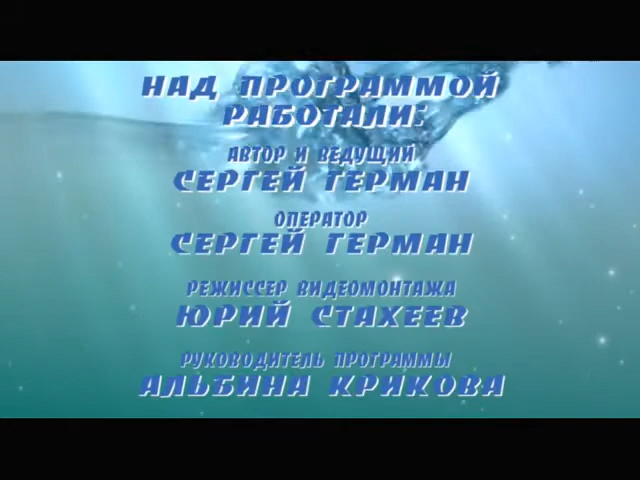 НАД ПРОГРАММОЙ
РАБОТАЛИ:
АВТОР И ВЕДУЩИЙ
СЕРГЕЙ ГЕРМАН
ОПЕРАТОР
СЕРГЕЙ ГЕРМАН
РЕЖИССЕР ВИДЕОМОНТАЖА
ЮРИЙ СТАХЕЕВ
РУКОВОДИТЕЛЬ ПРОГРАММЫ
АЛЬБИНА КРИКОВА